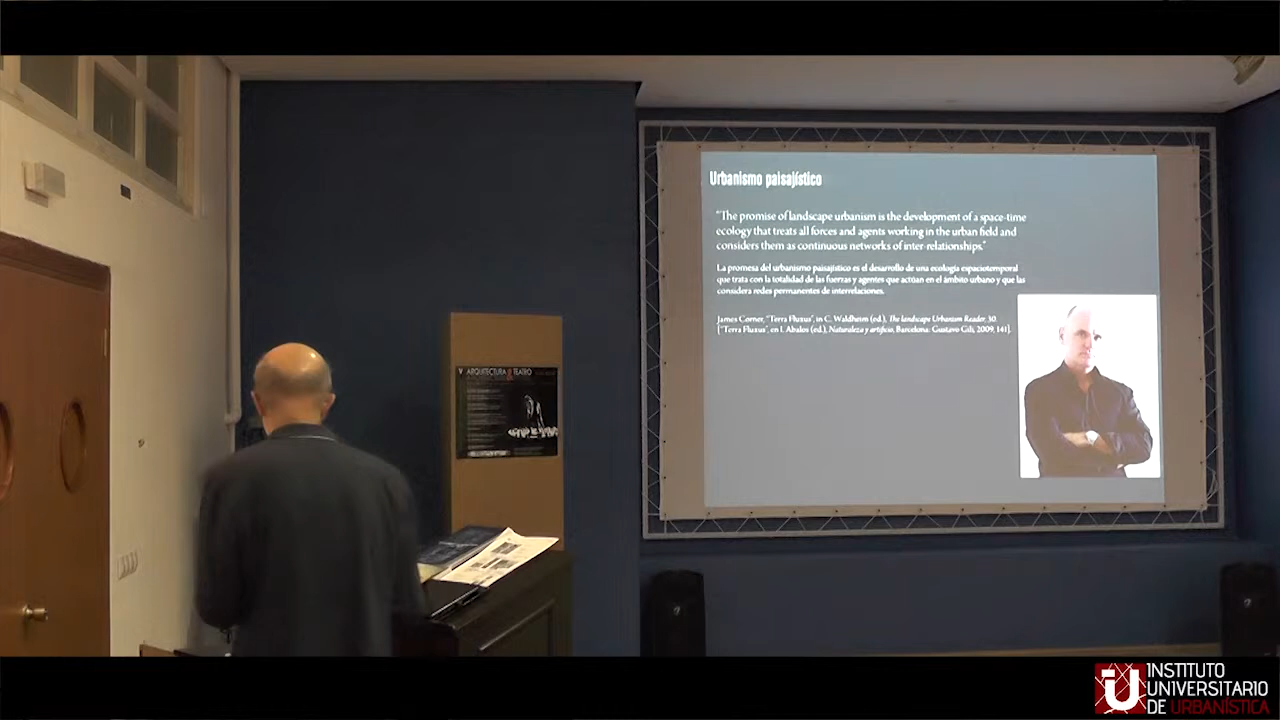 Urbanismo paisajístico
"The promise of landscape urbanism is the development of a space-time
ecology that treats all forces and agents working in the urban field and
considers them as continuous networks of inter-relationships."
La promesa del urbanismo paisajístico es el desarrollo de una ecología espaciotemporal
que trata con la totalidad de las fuerzas y agentes que actúan en el ámbito urbano y que las
considera redes permanentes de interrelaciones.
James Corner, "Terra Fluxus", in C. Waldheim (ed.), The landscape Urbanism Reader, 30.
["Terra Fluxus", en I. Abalos (ed.), Naturaleza y artificio, Barcelona: Gustavo Gili, 2009, 141].
V ARQUITECTURA & TEATRO
INSTITUTO
UNIVERSITARIO
DE URBANÍSTICA